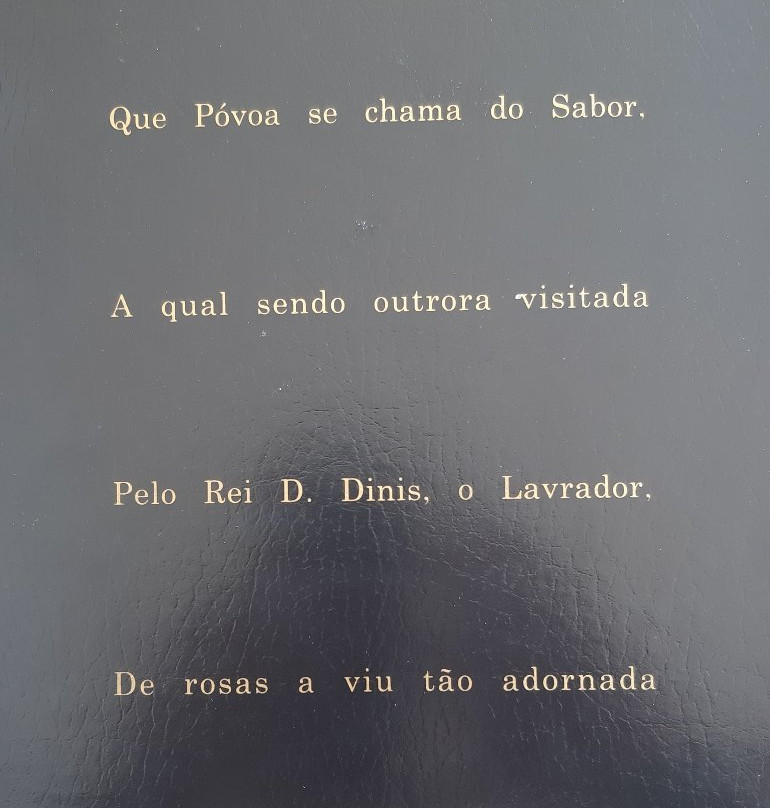 Que Póvoa se chama do Sabor,
A qual sendo outrora visitada
Pelo Rei D. Dinis, o Lavrador,
De rosas a viu tão adornada